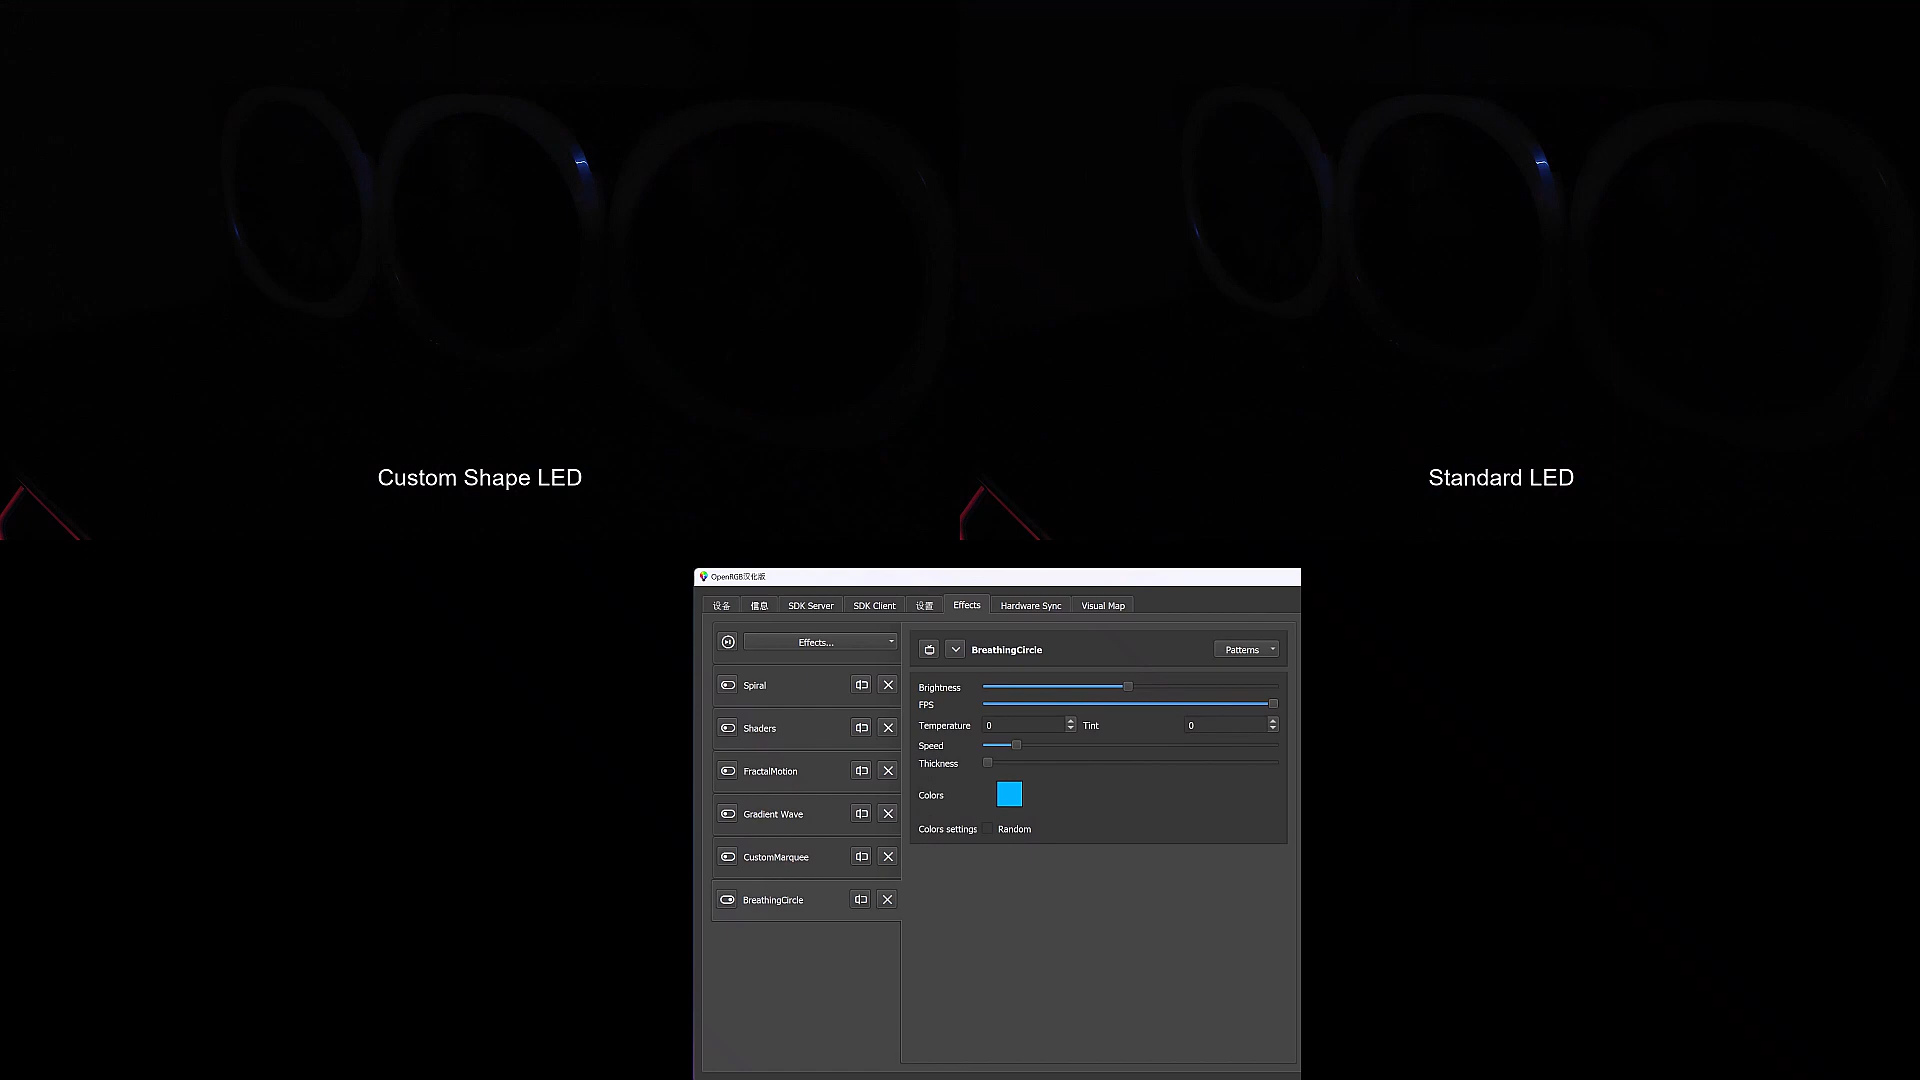 Custom Shape LED
Standard LED
OpenRGB汉化版
设备 信息 SDK Server SDK Client 设置 Effects Hardware Sync Visual Map
Effects...
BreathingCircle
Patterns
Spiral
Shaders
FractalMotion
Gradient Wave
CustomMarquee
BreathingCircle
Brightness
FPS
Temperature 0 Tint 0
Speed
Thickness
Colors
Colors settings Random